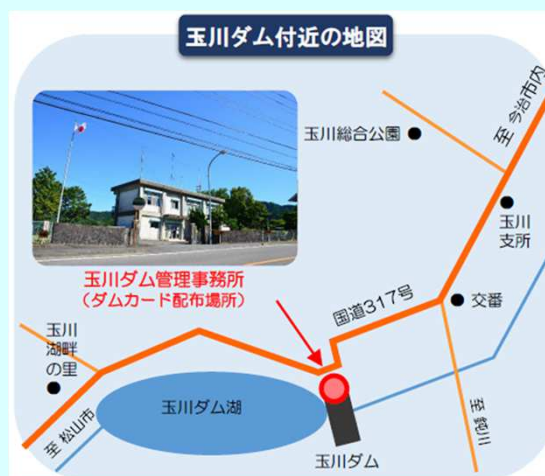 玉川ダム付近の地図
玉川総合公園
至 今治市内
玉川
支所
玉川ダム管理事務所
(ダムカード配布場所)
国道317号
交番
玉川
湖畔
の里
至 松山市
玉川ダム湖
至 鈍川
玉川ダム